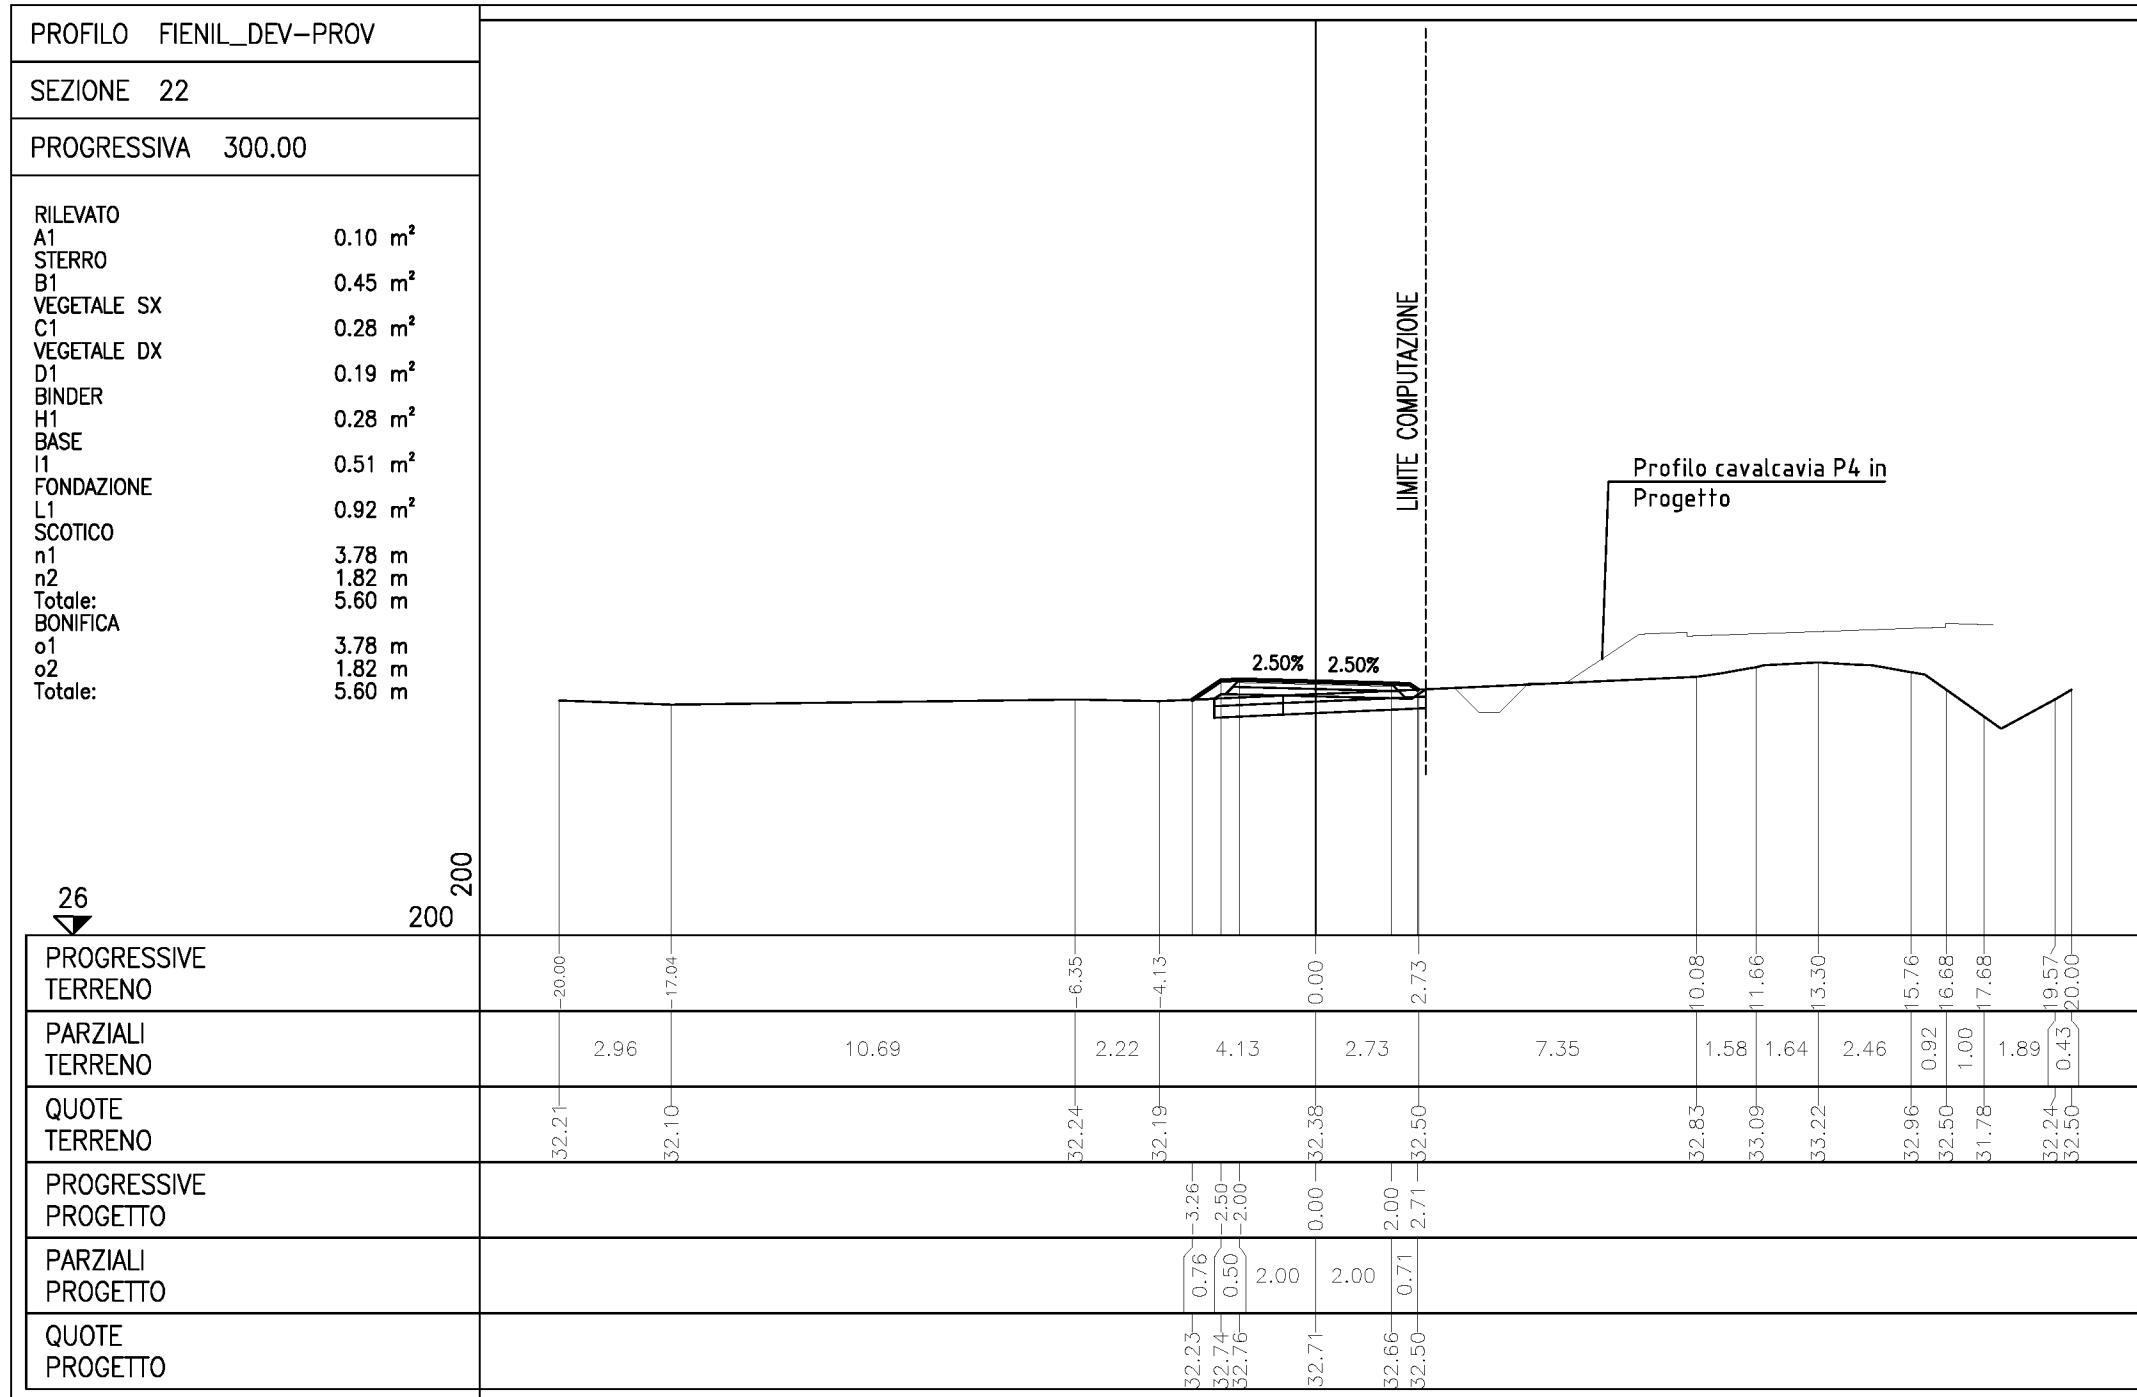 PROFILO FIENIL_DEV-PROV
SEZIONE 22
PROGRESSIVA 300.00
RILEVATO
A1 0.10 m²
STERRO
B1 0.45 m²
VEGETALE SX
C1 0.28 m²
VEGETALE DX
D1 0.19 m²
BINDER
H1 0.28 m²
BASE
I1 0.51 m²
FONDAZIONE
L1 0.92 m²
SCOTICO
n1 3.78 m
n2 1.82 m
Totale: 5.60 m
BONIFICA
o1 3.78 m
o2 1.82 m
Totale: 5.60 m
26
200
200
LIMITE COMPUTAZIONE
Profilo cavalcavia P4 in
Progetto
2.50% 2.50%
PROGRESSIVE
TERRENO
-20.00 -17.04 -6.35 -4.13 0.00 2.73 10.08 11.66 13.30 15.76 16.68 17.68 19.57 20.00
PARZIALI
TERRENO
2.96 10.69 2.22 4.13 2.73 7.35 1.58 1.64 2.46 0.92 1.00 1.89 0.43
QUOTE
TERRENO
32.21 32.10 32.24 32.19 32.38 32.50 32.83 33.09 33.22 32.96 32.50 31.78 32.24 32.50
PROGRESSIVE
PROGETTO
-3.26 -2.50 -2.00 0.00 2.00 2.71
PARZIALI
PROGETTO
0.76 0.50 2.00 2.00 0.71
QUOTE
PROGETTO
32.23 32.74 32.76 32.71 32.66 32.50